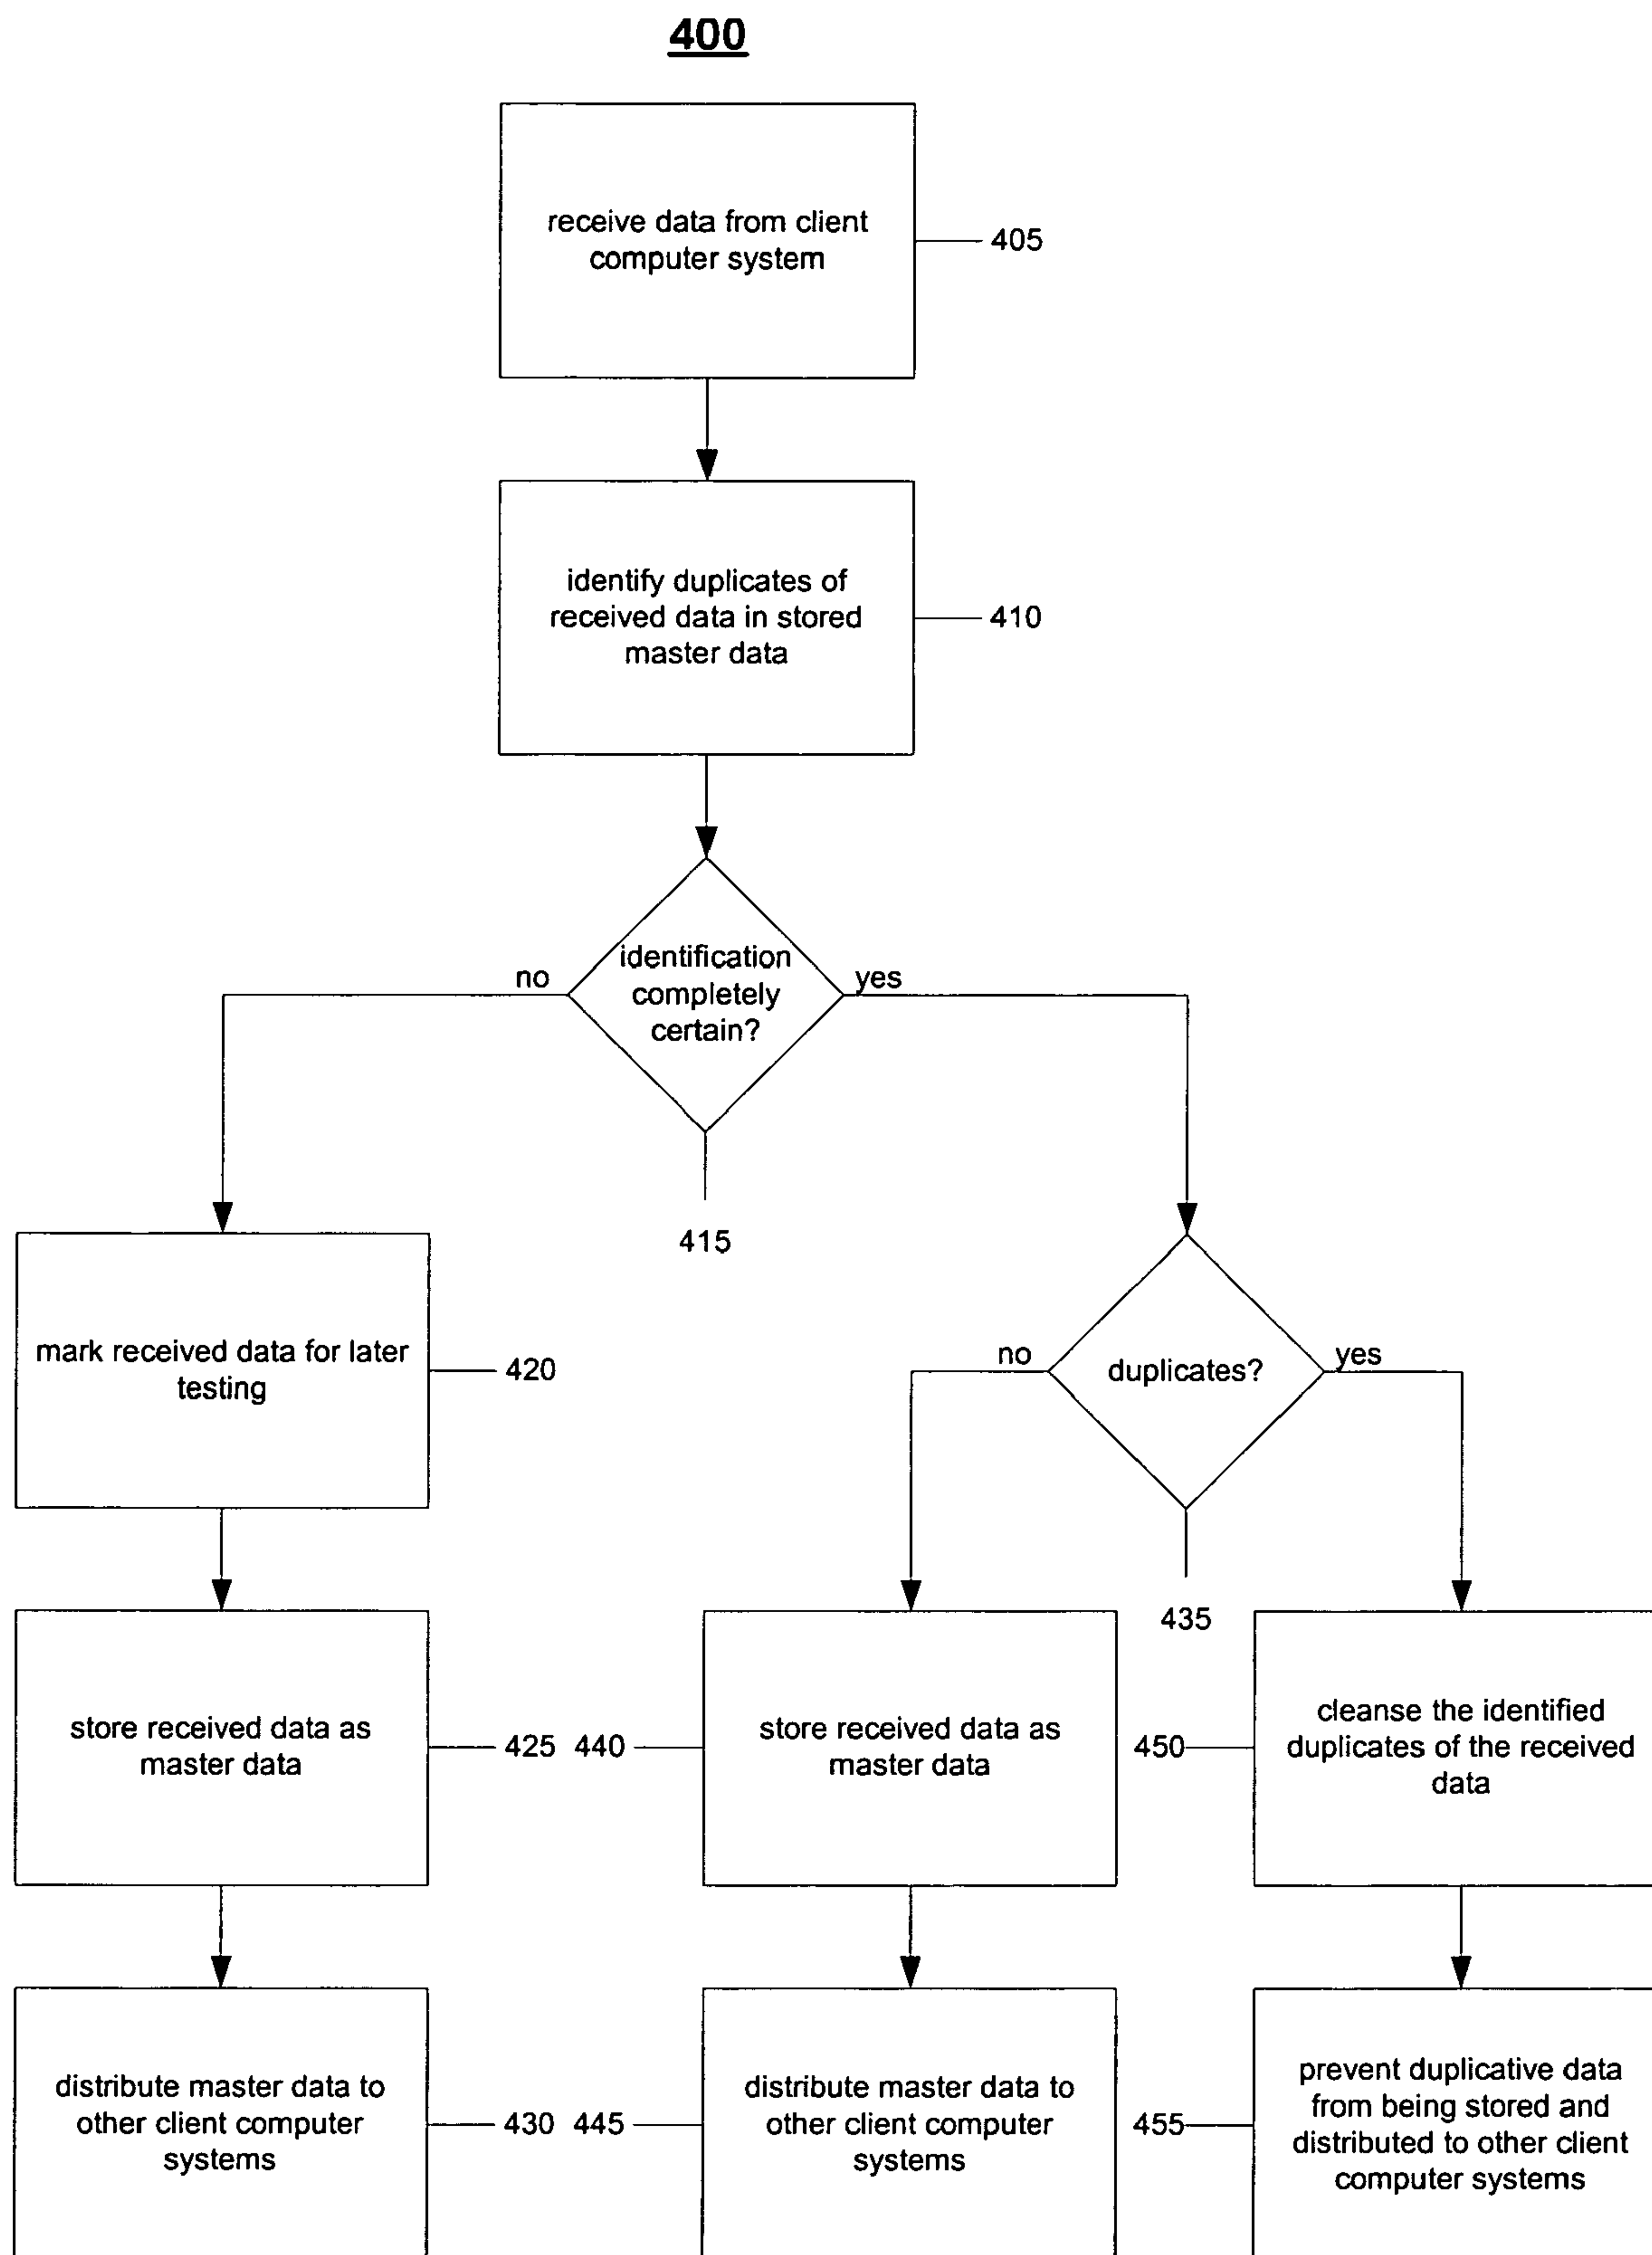 400
receive data from client
computer system
405
identify duplicates of
received data in stored
master data
410
identification
completely
certain?
no
yes
415
mark received data for later
testing
420
duplicates?
no
yes
435
store received data as
master data
425
440
store received data as
master data
450
cleanse the identified
duplicates of the received
data
distribute master data to
other client computer
systems
430
445
distribute master data to
other client computer
systems
455
prevent duplicative data
from being stored and
distributed to other client
computer systems